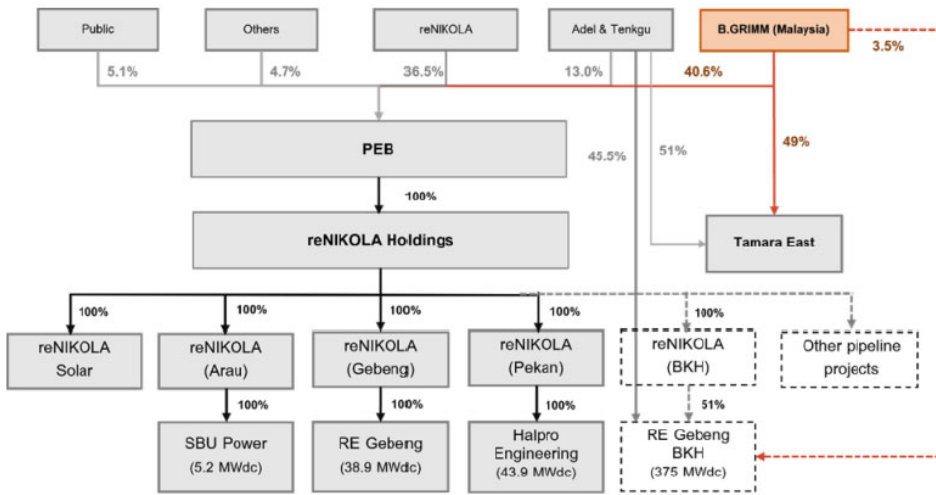 Public
Others
reNIKOLA
Adel & Tenkgu
B.GRIMM (Malaysia)
3.5%
5.1%
4.7%
36.5%
13.0%
40.6%
PEB
45.5%
51%
49%
100%
reNIKOLA Holdings
Tamara East
100%
100%
100%
100%
100%
reNIKOLA
Solar
reNIKOLA
(Arau)
reNIKOLA
(Gebeng)
reNIKOLA
(Pekan)
reNIKOLA
(BKH)
Other pipeline
projects
100%
100%
100%
51%
SBU Power
(5.2 MWdc)
RE Gebeng
(38.9 MWdc)
Halpro
Engineering
(43.9 MWdc)
RE Gebeng
BKH
(375 MWdc)